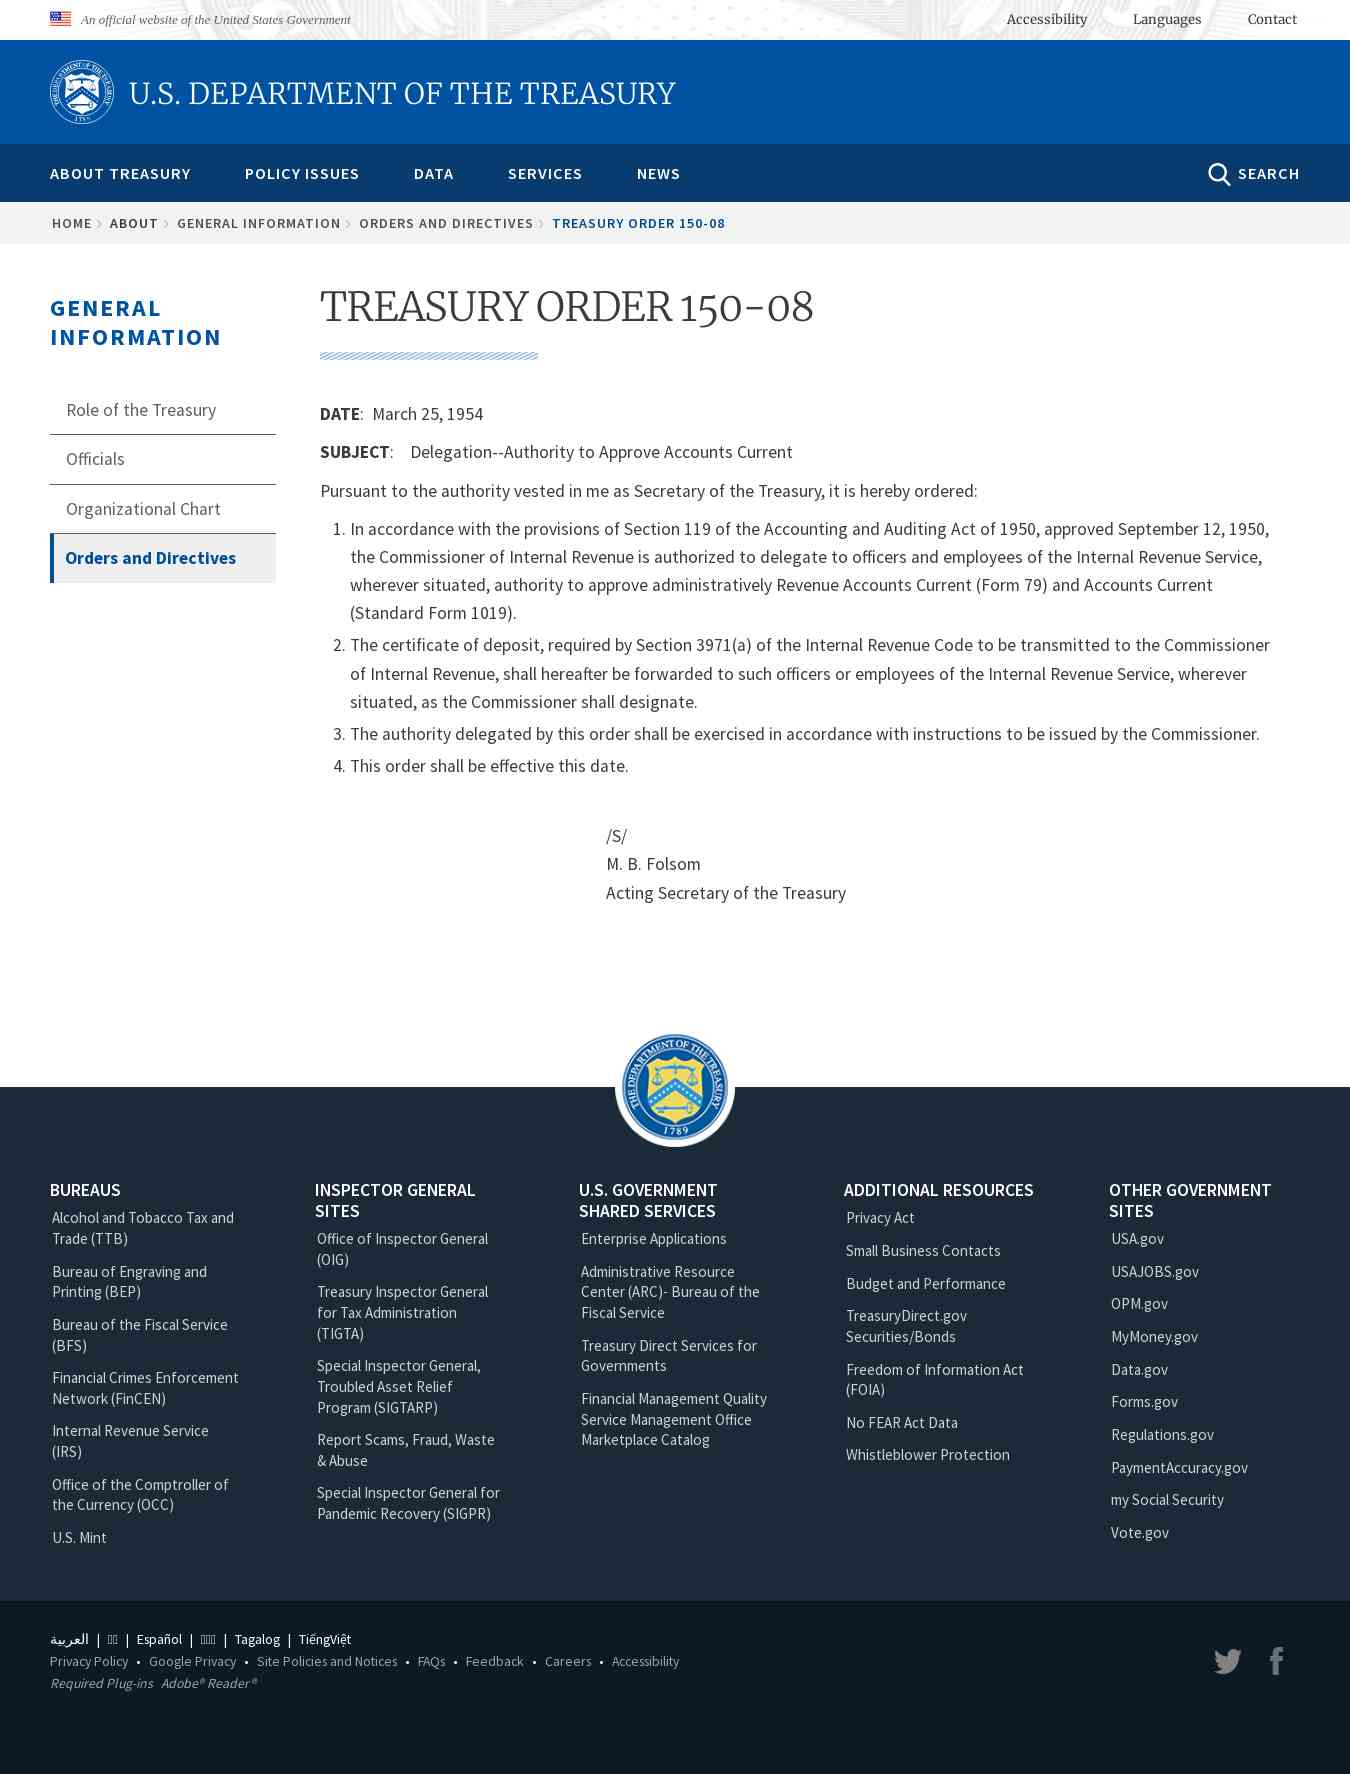 An official website of the United States Government
Accessibility
Languages
Contact
U.S. DEPARTMENT OF THE TREASURY
ABOUT TREASURY
POLICY ISSUES
DATA
SERVICES
NEWS
SEARCH
HOME
ABOUT
GENERAL INFORMATION
ORDERS AND DIRECTIVES
TREASURY ORDER 150-08
GENERAL
INFORMATION
Role of the Treasury
Officials
Organizational Chart
Orders and Directives
TREASURY ORDER 150-08
DATE:  March 25, 1954
SUBJECT:    Delegation--Authority to Approve Accounts Current
Pursuant to the authority vested in me as Secretary of the Treasury, it is hereby ordered:
1. In accordance with the provisions of Section 119 of the Accounting and Auditing Act of 1950, approved September 12, 1950,
the Commissioner of Internal Revenue is authorized to delegate to officers and employees of the Internal Revenue Service,
wherever situated, authority to approve administratively Revenue Accounts Current (Form 79) and Accounts Current
(Standard Form 1019).
2. The certificate of deposit, required by Section 3971(a) of the Internal Revenue Code to be transmitted to the Commissioner
of Internal Revenue, shall hereafter be forwarded to such officers or employees of the Internal Revenue Service, wherever
situated, as the Commissioner shall designate.
3. The authority delegated by this order shall be exercised in accordance with instructions to be issued by the Commissioner.
4. This order shall be effective this date.
/S/
M. B. Folsom
Acting Secretary of the Treasury
THE DEPARTMENT OF THE TREASURY
1789
BUREAUS
Alcohol and Tobacco Tax and
Trade (TTB)
Bureau of Engraving and
Printing (BEP)
Bureau of the Fiscal Service
(BFS)
Financial Crimes Enforcement
Network (FinCEN)
Internal Revenue Service
(IRS)
Office of the Comptroller of
the Currency (OCC)
U.S. Mint
INSPECTOR GENERAL
SITES
Office of Inspector General
(OIG)
Treasury Inspector General
for Tax Administration
(TIGTA)
Special Inspector General,
Troubled Asset Relief
Program (SIGTARP)
Report Scams, Fraud, Waste
& Abuse
Special Inspector General for
Pandemic Recovery (SIGPR)
U.S. GOVERNMENT
SHARED SERVICES
Enterprise Applications
Administrative Resource
Center (ARC)- Bureau of the
Fiscal Service
Treasury Direct Services for
Governments
Financial Management Quality
Service Management Office
Marketplace Catalog
ADDITIONAL RESOURCES
Privacy Act
Small Business Contacts
Budget and Performance
TreasuryDirect.gov
Securities/Bonds
Freedom of Information Act
(FOIA)
No FEAR Act Data
Whistleblower Protection
OTHER GOVERNMENT
SITES
USA.gov
USAJOBS.gov
OPM.gov
MyMoney.gov
Data.gov
Forms.gov
Regulations.gov
PaymentAccuracy.gov
my Social Security
Vote.gov
العربية | | Español | | Tagalog | TiếngViệt
Privacy Policy • Google Privacy • Site Policies and Notices • FAQs • Feedback • Careers • Accessibility
Required Plug-ins Adobe® Reader®